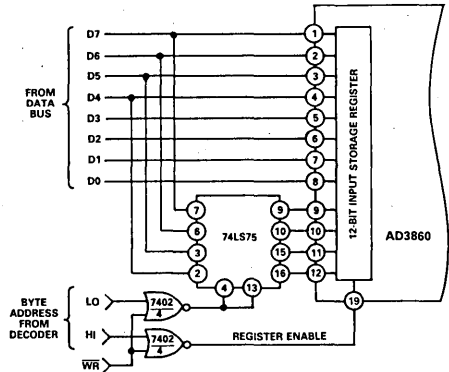 D7
D6
D5
D4
D3
D2
D1
D0
FROM
DATA
BUS
1
2
3
4
5
6
7
8
12-BIT INPUT STORAGE REGISTER
AD3860
74LS75
7
6
3
2
9
10
15
16
9
10
11
12
4
13
19
BYTE
ADDRESS
FROM
DECODER
LO
HI
WR
7402
4
7402
4
REGISTER ENABLE